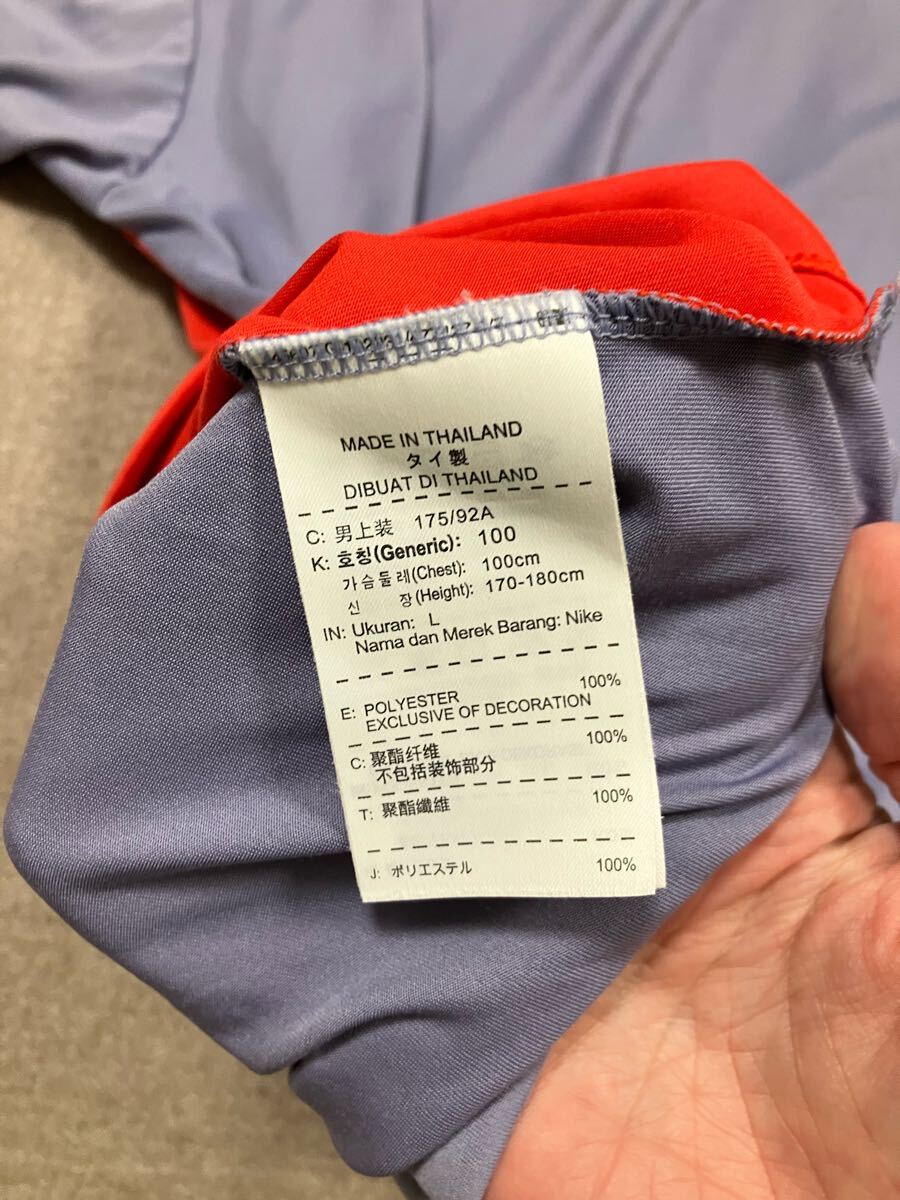 MADE IN THAILAND
タイ製
DIBUAT DI THAILAND
C: 男上装 175/92A
K: 호칭(Generic): 100
가슴둘레(Chest): 100cm
신 장(Height): 170-180cm
IN: Ukuran: L
Nama dan Merek Barang: Nike
E: POLYESTER 100%
EXCLUSIVE OF DECORATION
C: 聚酯纤维 100%
不包括装饰部分
T: 聚酯纖維 100%
J: ポリエステル 100%